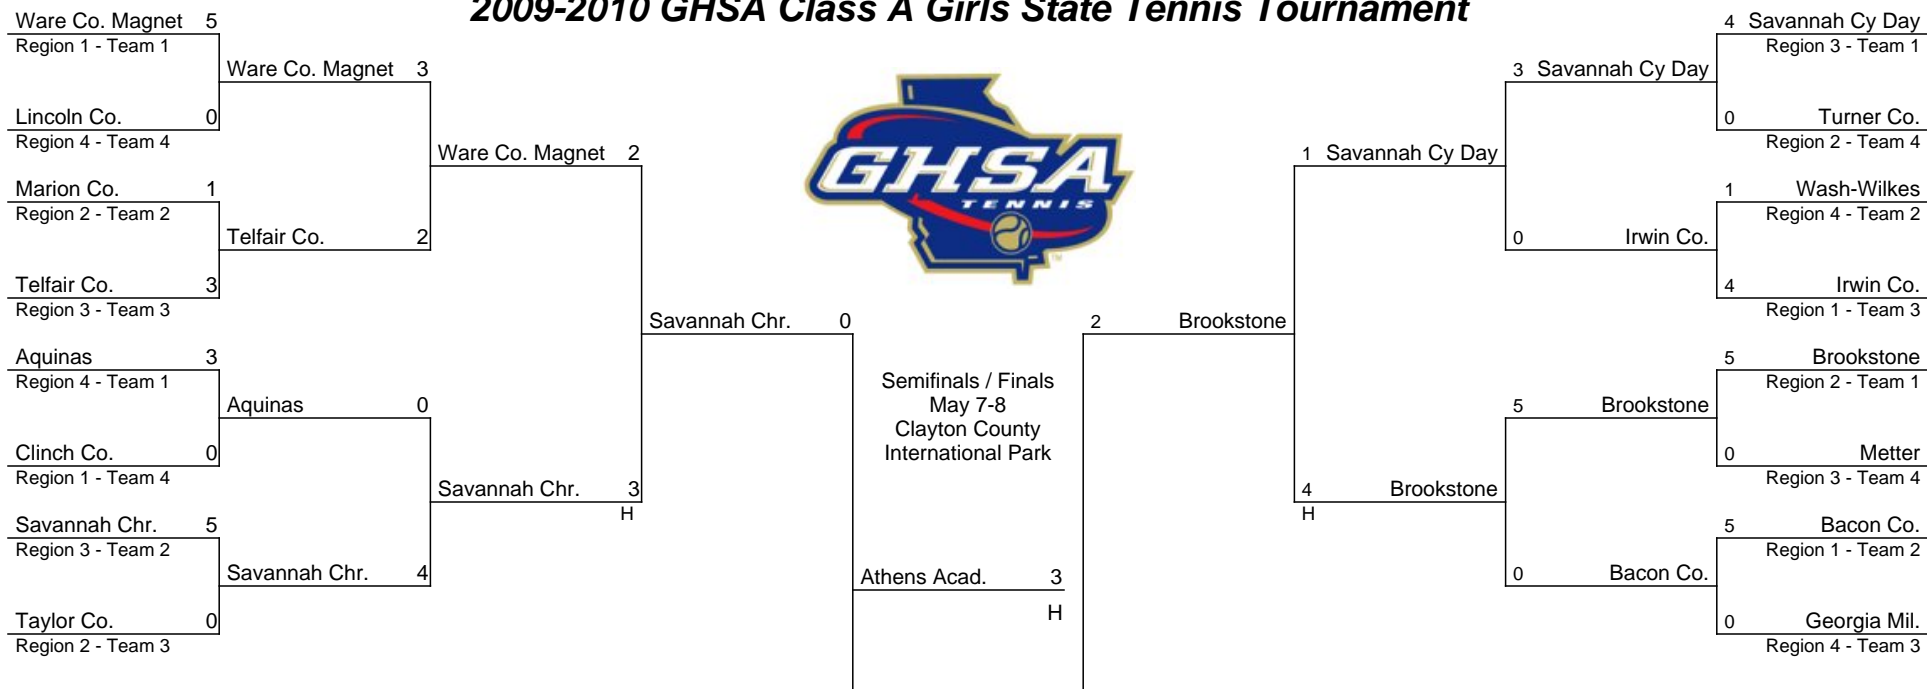 2009-2010 GHSA Class A Girls State Tennis Tournament
Ware Co. Magnet 5
Region 1 - Team 1
Lincoln Co. 0
Region 4 - Team 4
Marion Co. 1
Region 2 - Team 2
Telfair Co. 3
Region 3 - Team 3
Aquinas 3
Region 4 - Team 1
Clinch Co. 0
Region 1 - Team 4
Savannah Chr. 5
Region 3 - Team 2
Taylor Co. 0
Region 2 - Team 3
Ware Co. Magnet 3
Telfair Co. 2
Aquinas 0
Savannah Chr. 4
Ware Co. Magnet 2
Savannah Chr. 3
H
Savannah Chr. 0
GHSA
TENNIS
TM
Semifinals / Finals
May 7-8
Clayton County
International Park
Athens Acad. 3
H
2 Brookstone
1 Savannah Cy Day
4 Brookstone
H
3 Savannah Cy Day
0 Irwin Co.
5 Brookstone
0 Bacon Co.
4 Savannah Cy Day
Region 3 - Team 1
0 Turner Co.
Region 2 - Team 4
1 Wash-Wilkes
Region 4 - Team 2
4 Irwin Co.
Region 1 - Team 3
5 Brookstone
Region 2 - Team 1
0 Metter
Region 3 - Team 4
5 Bacon Co.
Region 1 - Team 2
0 Georgia Mil.
Region 4 - Team 3